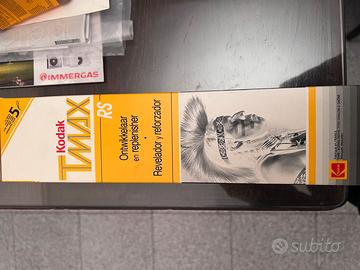 IMMERGAS
5
Kodak
TMAX
RS
Ontwikkelaar
en replenisher
Revelador y reforzador
subito